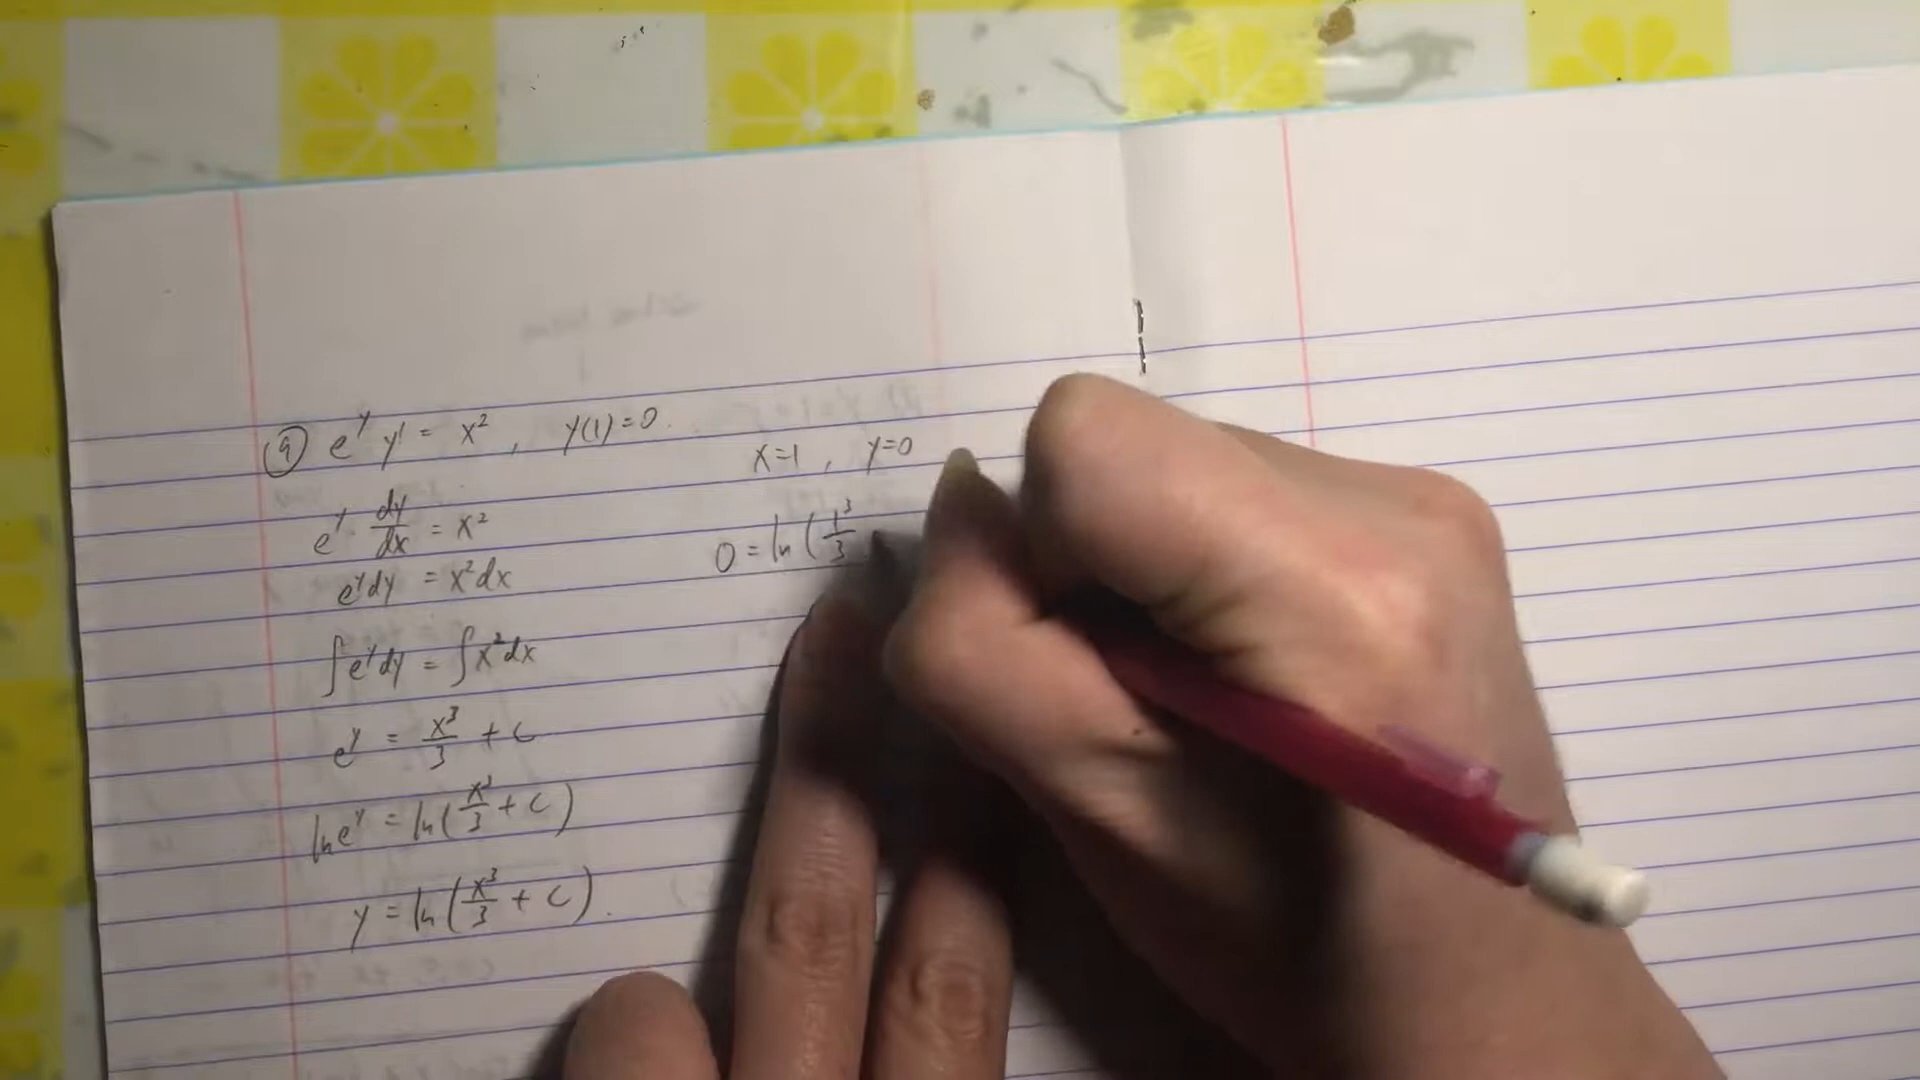 ⑨ e^y y' = x², y(1)=0.
e^y · dy/dx = x²
e^y dy = x² dx
∫e^y dy = ∫x² dx
e^y = x³/3 + c
ln e^y = ln(x³/3 + c)
y = ln(x³/3 + c).
x=1, y=0
0 = ln(1³/3